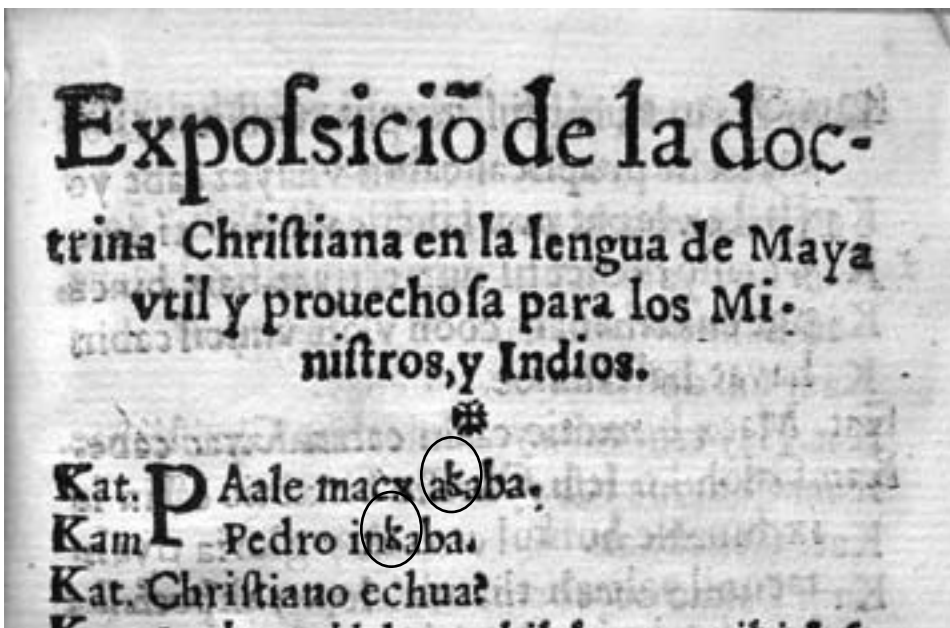 Expoſsiciõ de la doc-
trina Chriſtiana en la lengua de Maya
vtil y prouechoſa para los Mi-
niſtros, y Indios.
✠
Kat. PAale macx akaba.
Kam Pedro inkaba.
Kat. Chriſtiano echua?